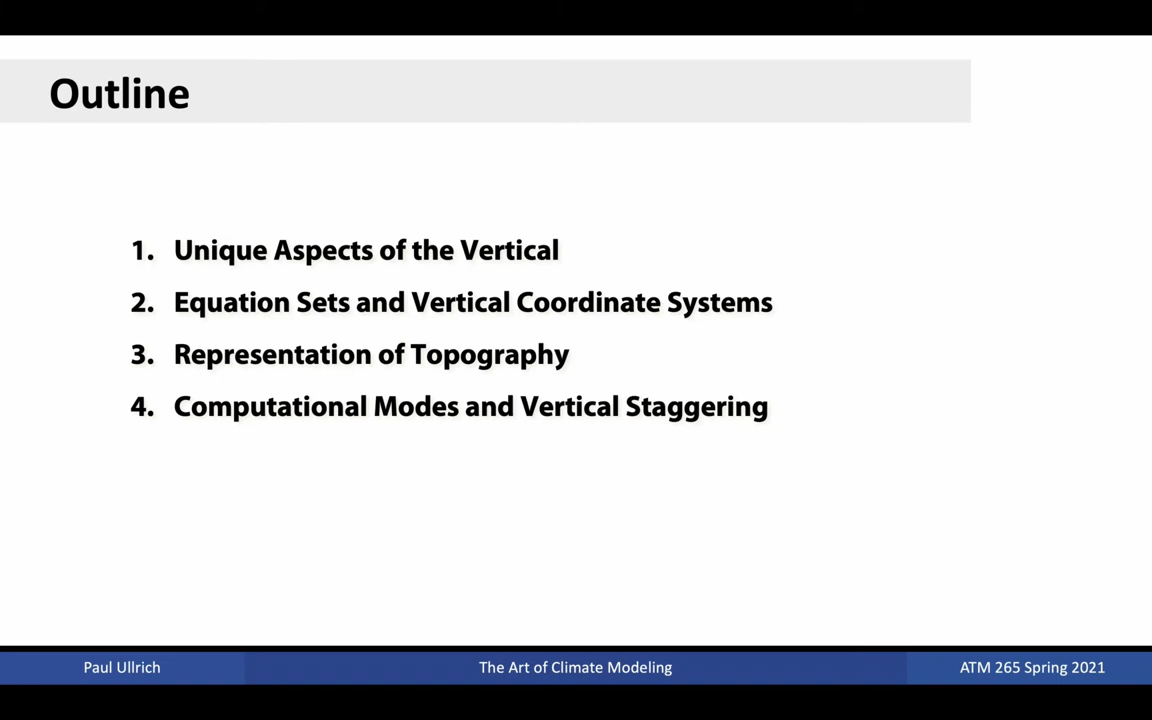 Outline
1. Unique Aspects of the Vertical
2. Equation Sets and Vertical Coordinate Systems
3. Representation of Topography
4. Computational Modes and Vertical Staggering
Paul Ullrich The Art of Climate Modeling ATM 265 Spring 2021